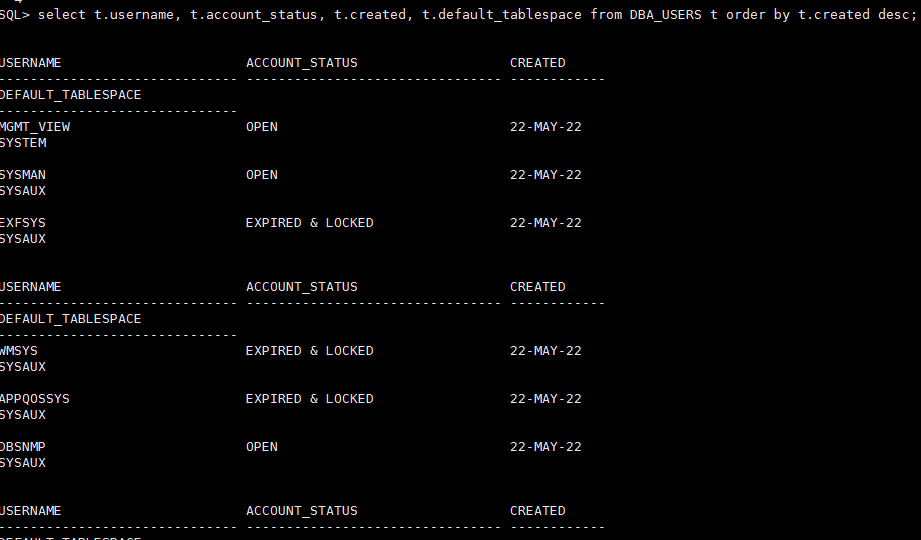 SQL> select t.username, t.account_status, t.created, t.default_tablespace from DBA_USERS t order by t.created desc;
USERNAME ACCOUNT_STATUS CREATED
------------------------------ -------------------------------- ------------
DEFAULT_TABLESPACE
------------------------------
MGMT_VIEW OPEN 22-MAY-22
SYSTEM
SYSMAN OPEN 22-MAY-22
SYSAUX
EXFSYS EXPIRED & LOCKED 22-MAY-22
SYSAUX
USERNAME ACCOUNT_STATUS CREATED
------------------------------ -------------------------------- ------------
DEFAULT_TABLESPACE
------------------------------
WMSYS EXPIRED & LOCKED 22-MAY-22
SYSAUX
APPQOSSYS EXPIRED & LOCKED 22-MAY-22
SYSAUX
DBSNMP OPEN 22-MAY-22
SYSAUX
USERNAME ACCOUNT_STATUS CREATED
------------------------------ -------------------------------- ------------
DEFAULT_TABLESPACE